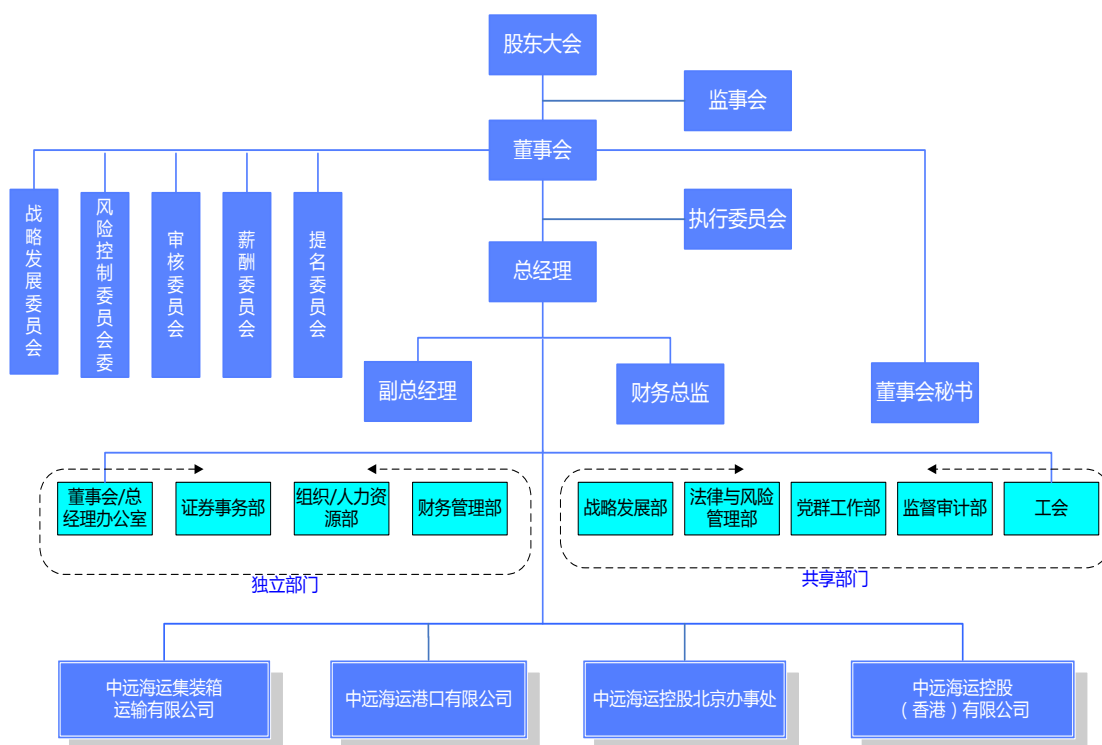 股东大会
监事会
董事会
战略发展委员会
风险控制委员会委
审核委员会
薪酬委员会
提名委员会
执行委员会
总经理
副总经理
财务总监
董事会秘书
董事会/总
经理办公室
证券事务部
组织/人力资
源部
财务管理部
战略发展部
法律与风险
管理部
党群工作部
监督审计部
工会
独立部门
共享部门
中远海运集装箱
运输有限公司
中远海运港口有限公司
中远海运控股北京办事处
中远海运控股
（香港）有限公司